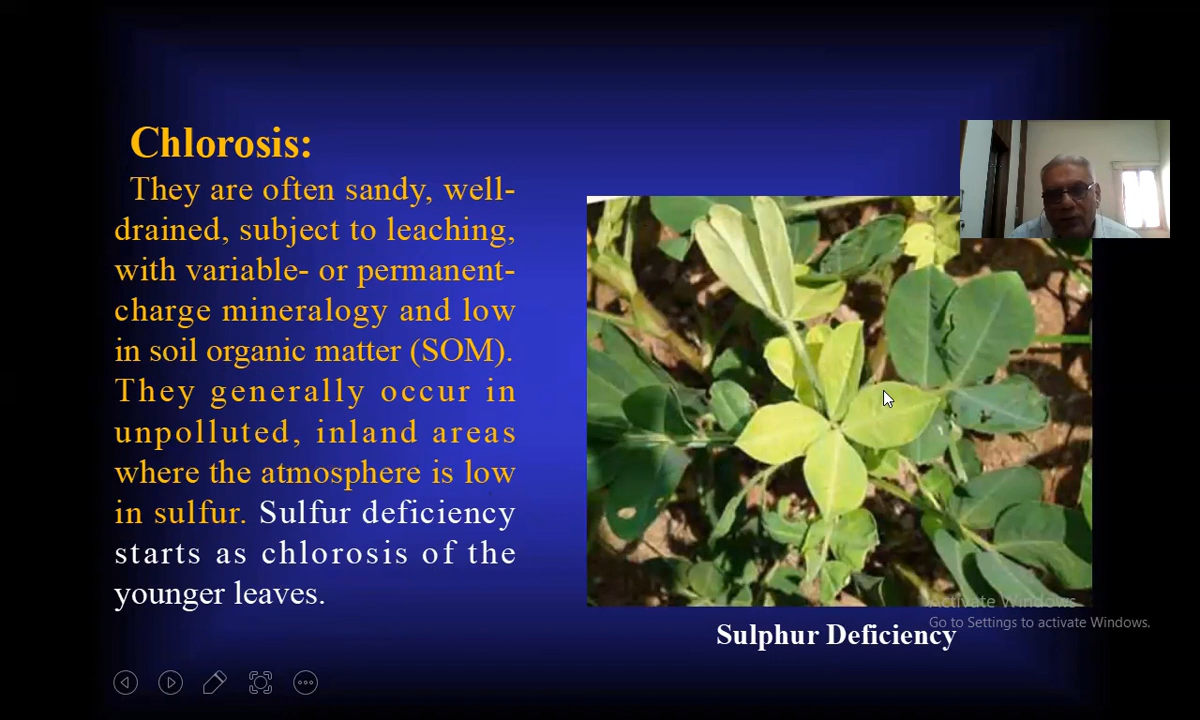 Chlorosis:
They are often sandy, well-
drained, subject to leaching,
with variable- or permanent-
charge mineralogy and low
in soil organic matter (SOM).
They generally occur in
unpolluted, inland areas
where the atmosphere is low
in sulfur. Sulfur deficiency
starts as chlorosis of the
younger leaves.
Activate Windows
Go to Settings to activate Windows.
Sulphur Deficiency